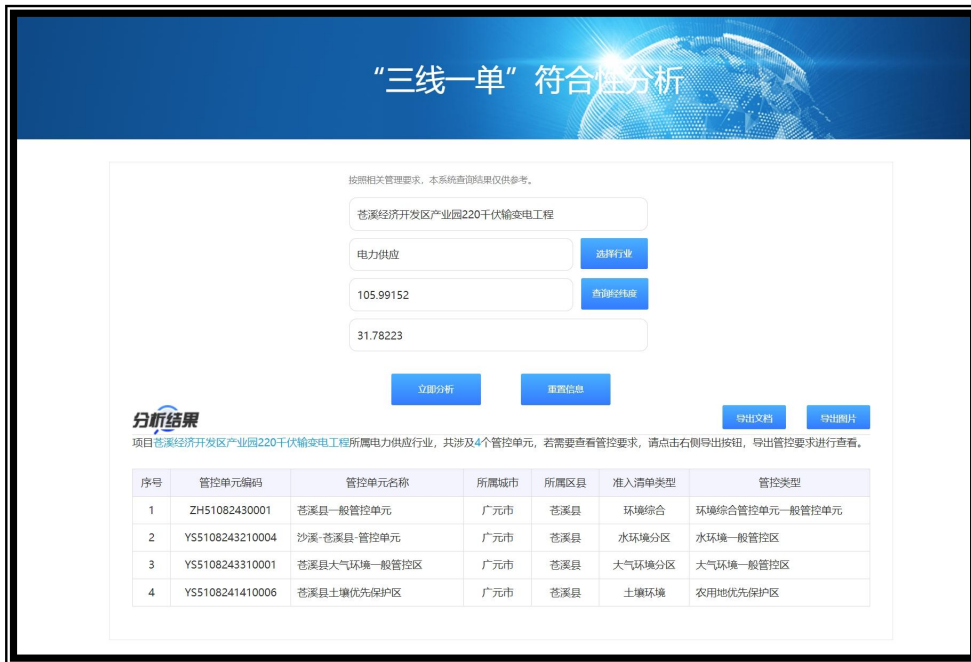 “三线一单”符合性分析
按照相关管理要求，本系统查询结果仅供参考。
苍溪经济开发区产业园220千伏输变电工程
电力供应
选择行业
105.99152
查询经纬度
31.78223
立即分析
重置信息
分析结果
导出文档
导出图片
项目苍溪经济开发区产业园220千伏输变电工程所属电力供应行业，共涉及4个管控单元，若需要查看管控要求，请点击右侧导出按钮，导出管控要求进行查看。
序号 管控单元编码 管控单元名称 所属城市 所属区县 准入清单类型 管控类型
1 ZH51082430001 苍溪县一般管控单元 广元市 苍溪县 环境综合 环境综合管控单元一般管控单元
2 YS5108243210004 沙溪-苍溪县-管控单元 广元市 苍溪县 水环境分区 水环境一般管控区
3 YS5108243310001 苍溪县大气环境一般管控区 广元市 苍溪县 大气环境分区 大气环境一般管控区
4 YS5108241410006 苍溪县土壤优先保护区 广元市 苍溪县 土壤环境 农用地优先保护区